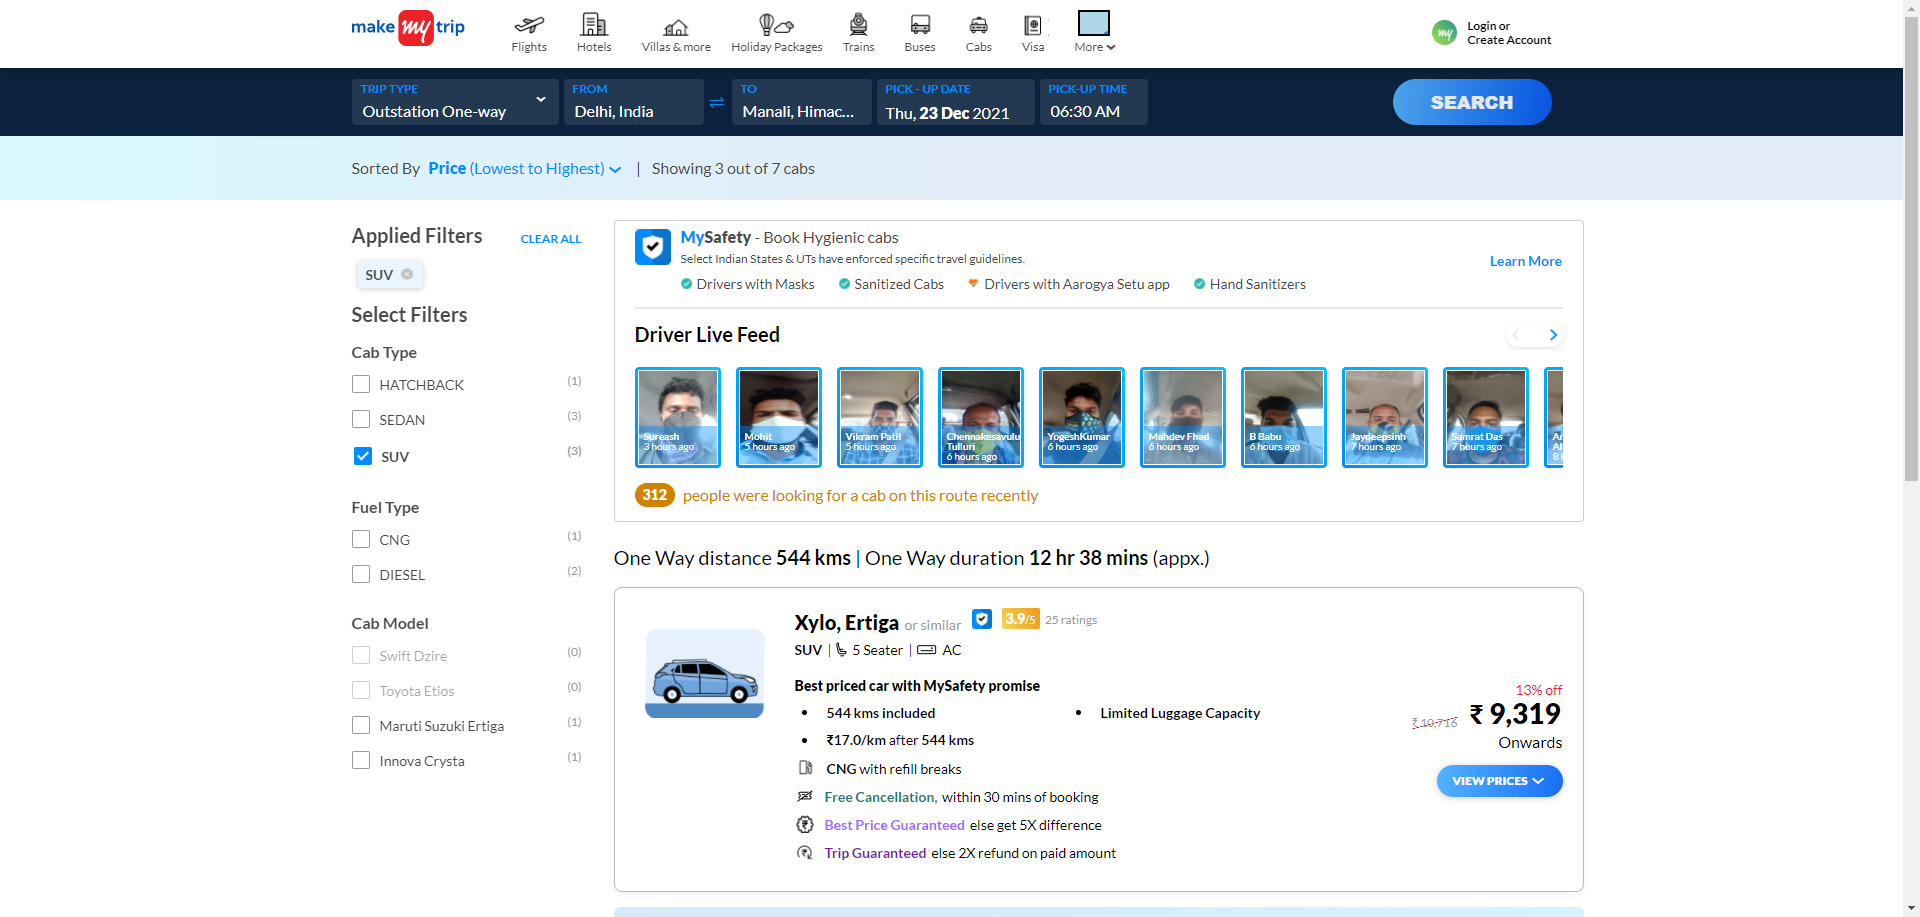 make my trip
Flights
Hotels
Villas & more
Holiday Packages
Trains
Buses
Cabs
Visa
More
my
Login or
Create Account
TRIP TYPE
Outstation One-way
FROM
Delhi, India
TO
Manali, Himac...
PICK - UP DATE
Thu, 23 Dec 2021
PICK-UP TIME
06:30 AM
SEARCH
Sorted By Price (Lowest to Highest) | Showing 3 out of 7 cabs
Applied Filters
CLEAR ALL
SUV
Select Filters
Cab Type
HATCHBACK (1)
SEDAN (3)
SUV (3)
Fuel Type
CNG (1)
DIESEL (2)
Cab Model
Swift Dzire (0)
Toyota Etios (0)
Maruti Suzuki Ertiga (1)
Innova Crysta (1)
MySafety - Book Hygienic cabs
Select Indian States & UTs have enforced specific travel guidelines.
Learn More
Drivers with Masks
Sanitized Cabs
Drivers with Aarogya Setu app
Hand Sanitizers
Driver Live Feed
Sureash
3 hours ago
Mohit
5 hours ago
Vikram Patil
5 hours ago
Chennakesavulu
Tulluri
6 hours ago
YogeshKumar
6 hours ago
Mahdev Fhad
6 hours ago
B Babu
6 hours ago
Jaydeepsinh
7 hours ago
Samrat Das
7 hours ago
312 people were looking for a cab on this route recently
One Way distance 544 kms | One Way duration 12 hr 38 mins (appx.)
Xylo, Ertiga or similar 3.9/5 25 ratings
SUV | 5 Seater | AC
Best priced car with MySafety promise
• 544 kms included
• Limited Luggage Capacity
• ₹17.0/km after 544 kms
CNG with refill breaks
Free Cancellation, within 30 mins of booking
Best Price Guaranteed else get 5X difference
Trip Guaranteed else 2X refund on paid amount
13% off
₹ 10,716 ₹ 9,319
Onwards
VIEW PRICES